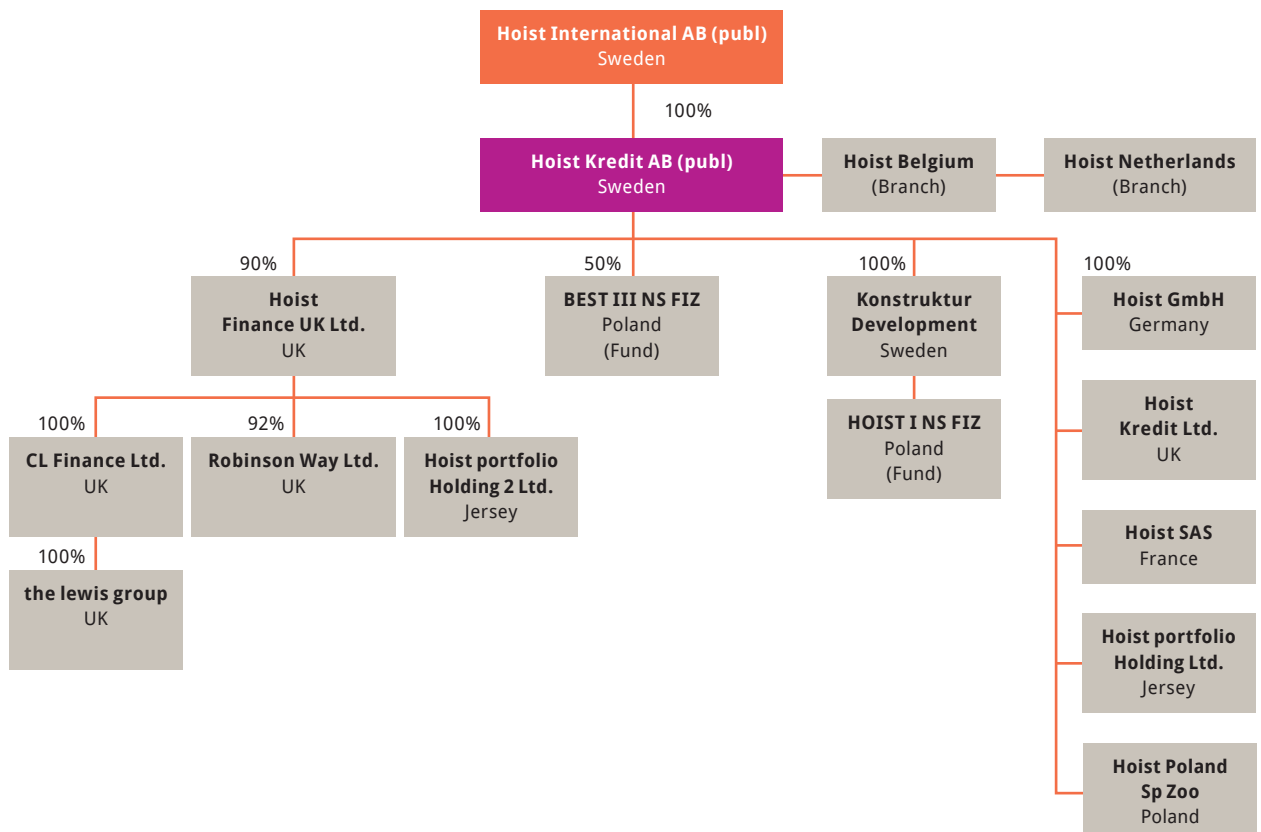 Hoist International AB (publ)
Sweden
100%
Hoist Kredit AB (publ)
Sweden
Hoist Belgium
(Branch)
Hoist Netherlands
(Branch)
90%
Hoist
Finance UK Ltd.
UK
50%
BEST III NS FIZ
Poland
(Fund)
100%
Konstruktur
Development
Sweden
100%
Hoist GmbH
Germany
HOIST I NS FIZ
Poland
(Fund)
Hoist
Kredit Ltd.
UK
100%
CL Finance Ltd.
UK
92%
Robinson Way Ltd.
UK
100%
Hoist portfolio
Holding 2 Ltd.
Jersey
Hoist SAS
France
100%
the lewis group
UK
Hoist portfolio
Holding Ltd.
Jersey
Hoist Poland
Sp Zoo
Poland